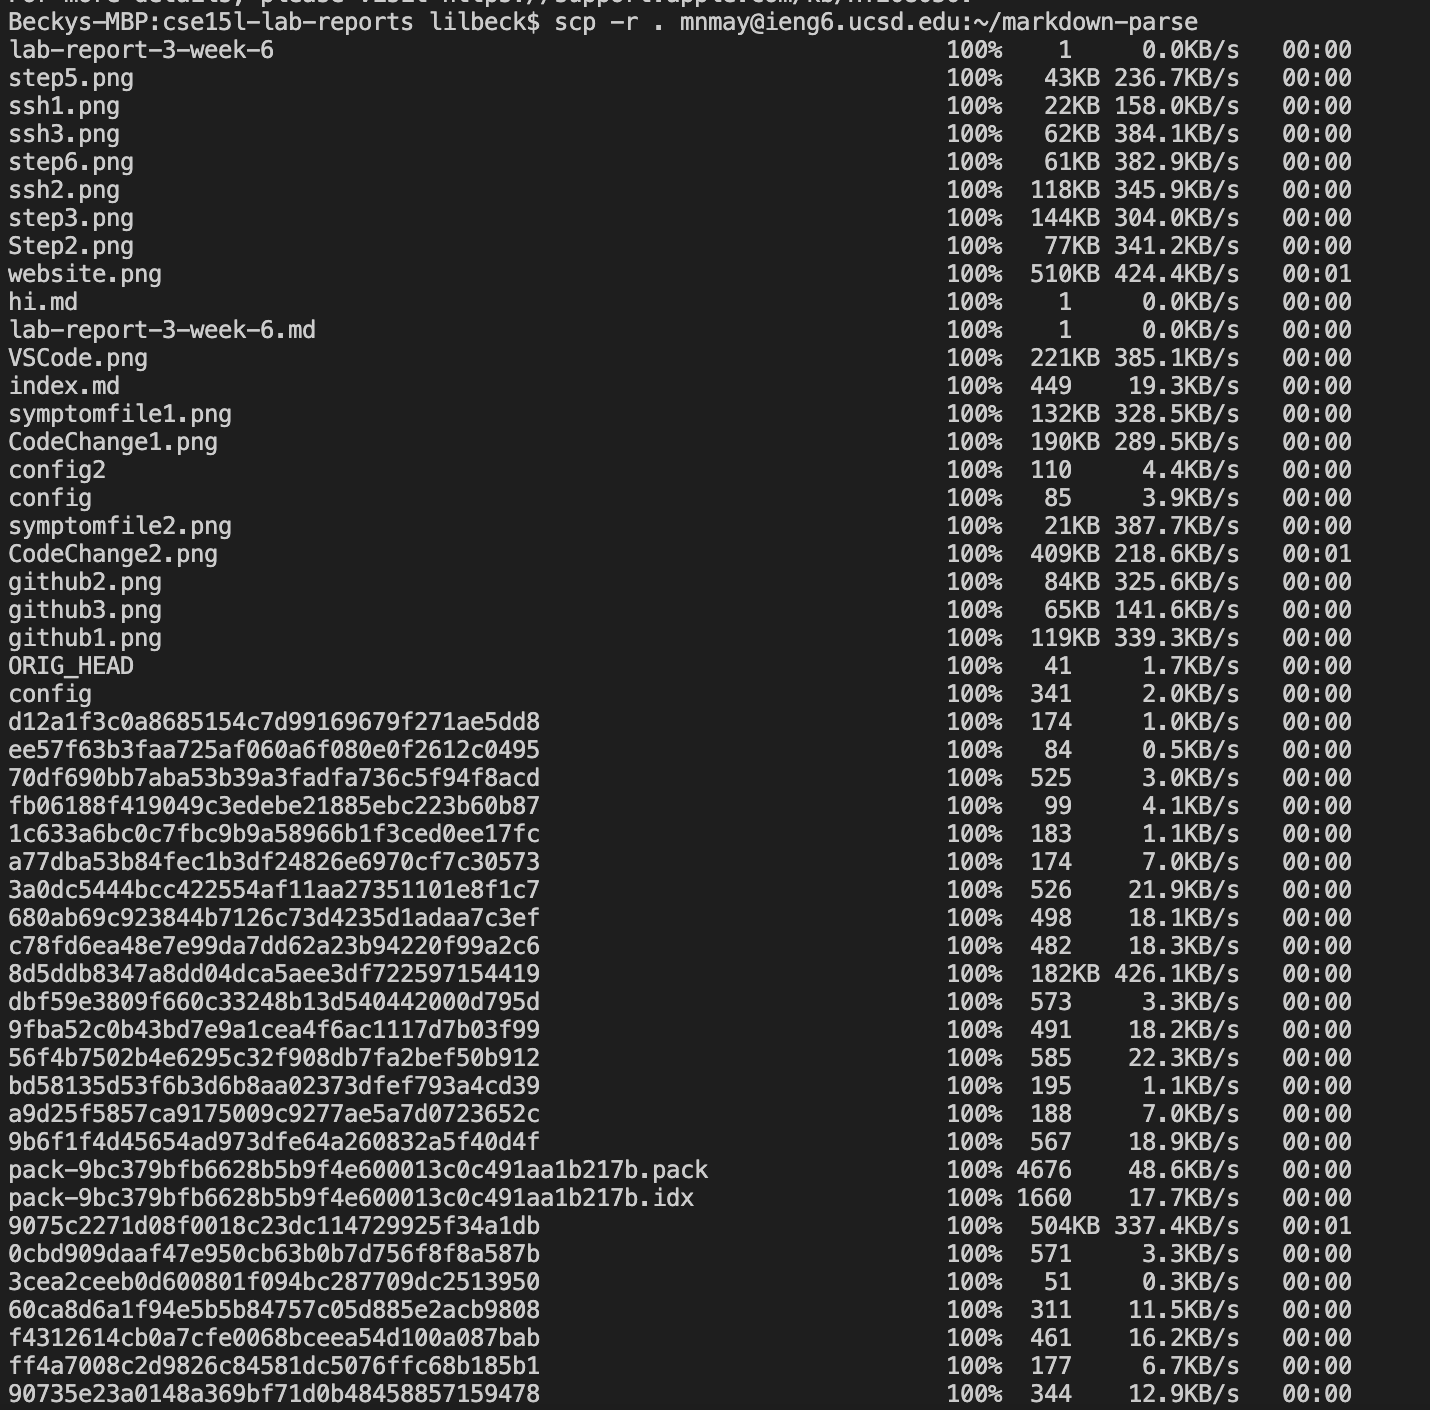 Beckys-MBP:cse15l-lab-reports lilbeck$ scp -r . mnmay@ieng6.ucsd.edu:~/markdown-parse
lab-report-3-week-6 100% 1 0.0KB/s 00:00
step5.png 100% 43KB 236.7KB/s 00:00
ssh1.png 100% 22KB 158.0KB/s 00:00
ssh3.png 100% 62KB 384.1KB/s 00:00
step6.png 100% 61KB 382.9KB/s 00:00
ssh2.png 100% 118KB 345.9KB/s 00:00
step3.png 100% 144KB 304.0KB/s 00:00
Step2.png 100% 77KB 341.2KB/s 00:00
website.png 100% 510KB 424.4KB/s 00:01
hi.md 100% 1 0.0KB/s 00:00
lab-report-3-week-6.md 100% 1 0.0KB/s 00:00
VSCode.png 100% 221KB 385.1KB/s 00:00
index.md 100% 449 19.3KB/s 00:00
symptomfile1.png 100% 132KB 328.5KB/s 00:00
CodeChange1.png 100% 190KB 289.5KB/s 00:00
config2 100% 110 4.4KB/s 00:00
config 100% 85 3.9KB/s 00:00
symptomfile2.png 100% 21KB 387.7KB/s 00:00
CodeChange2.png 100% 409KB 218.6KB/s 00:01
github2.png 100% 84KB 325.6KB/s 00:00
github3.png 100% 65KB 141.6KB/s 00:00
github1.png 100% 119KB 339.3KB/s 00:00
ORIG_HEAD 100% 41 1.7KB/s 00:00
config 100% 341 2.0KB/s 00:00
d12a1f3c0a8685154c7d99169679f271ae5dd8 100% 174 1.0KB/s 00:00
ee57f63b3faa725af060a6f080e0f2612c0495 100% 84 0.5KB/s 00:00
70df690bb7aba53b39a3fadfa736c5f94f8acd 100% 525 3.0KB/s 00:00
fb06188f419049c3edebe21885ebc223b60b87 100% 99 4.1KB/s 00:00
1c633a6bc0c7fbc9b9a58966b1f3ced0ee17fc 100% 183 1.1KB/s 00:00
a77dba53b84fec1b3df24826e6970cf7c30573 100% 174 7.0KB/s 00:00
3a0dc5444bcc422554af11aa27351101e8f1c7 100% 526 21.9KB/s 00:00
680ab69c923844b7126c73d4235d1adaa7c3ef 100% 498 18.1KB/s 00:00
c78fd6ea48e7e99da7dd62a23b94220f99a2c6 100% 482 18.3KB/s 00:00
8d5ddb8347a8dd04dca5aee3df722597154419 100% 182KB 426.1KB/s 00:00
dbf59e3809f660c33248b13d540442000d795d 100% 573 3.3KB/s 00:00
9fba52c0b43bd7e9a1cea4f6ac1117d7b03f99 100% 491 18.2KB/s 00:00
56f4b7502b4e6295c32f908db7fa2bef50b912 100% 585 22.3KB/s 00:00
bd58135d53f6b3d6b8aa02373dfef793a4cd39 100% 195 1.1KB/s 00:00
a9d25f5857ca9175009c9277ae5a7d0723652c 100% 188 7.0KB/s 00:00
9b6f1f4d45654ad973dfe64a260832a5f40d4f 100% 567 18.9KB/s 00:00
pack-9bc379bfb6628b5b9f4e600013c0c491aa1b217b.pack 100% 4676 48.6KB/s 00:00
pack-9bc379bfb6628b5b9f4e600013c0c491aa1b217b.idx 100% 1660 17.7KB/s 00:00
9075c2271d08f0018c23dc114729925f34a1db 100% 504KB 337.4KB/s 00:01
0cbd909daaf47e950cb63b0b7d756f8f8a587b 100% 571 3.3KB/s 00:00
3cea2ceeb0d600801f094bc287709dc2513950 100% 51 0.3KB/s 00:00
60ca8d6a1f94e5b5b84757c05d885e2acb9808 100% 311 11.5KB/s 00:00
f4312614cb0a7cfe0068bceea54d100a087bab 100% 461 16.2KB/s 00:00
ff4a7008c2d9826c84581dc5076ffc68b185b1 100% 177 6.7KB/s 00:00
90735e23a0148a369bf71d0b48458857159478 100% 344 12.9KB/s 00:00